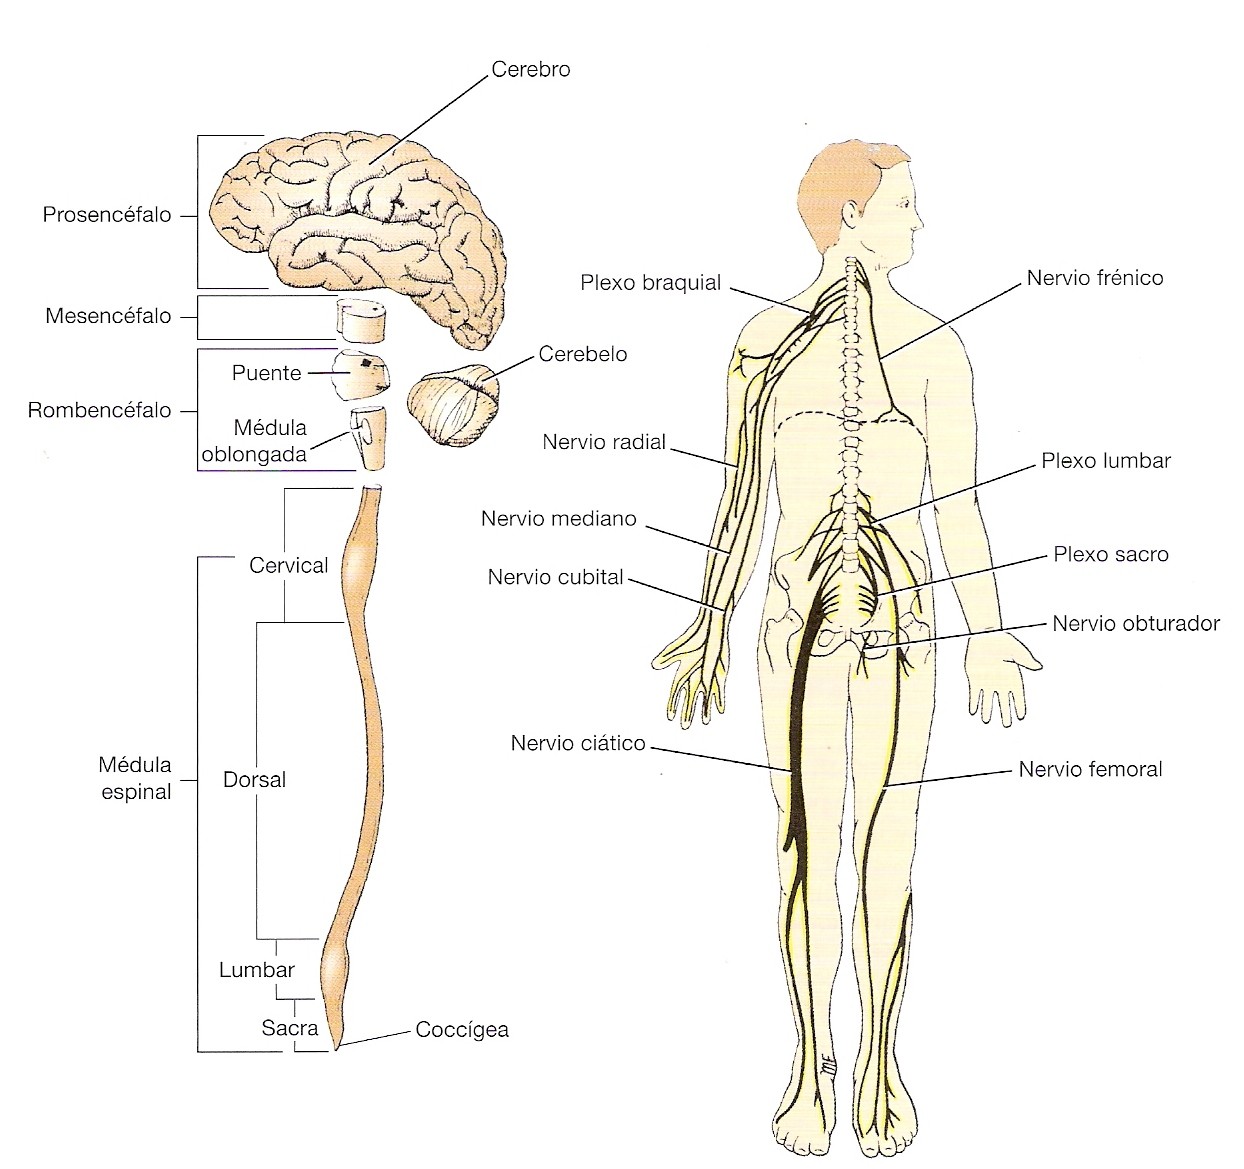 Cerebro
Prosencéfalo
Mesencéfalo
Puente
Cerebelo
Rombencéfalo
Médula
oblongada
Cervical
Médula
espinal
Dorsal
Lumbar
Sacra
Coccígea
Plexo braquial
Nervio frénico
Nervio radial
Plexo lumbar
Nervio mediano
Plexo sacro
Nervio cubital
Nervio obturador
Nervio ciático
Nervio femoral